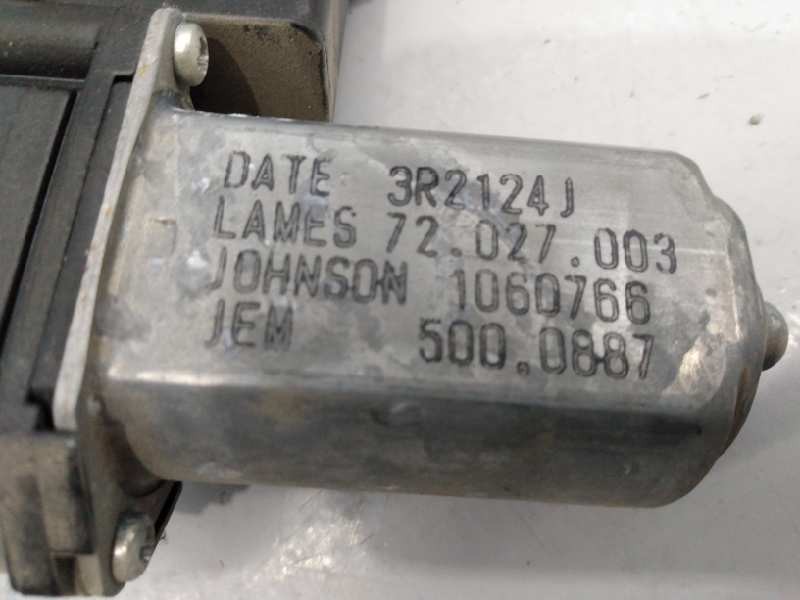 DATE 3R2124J
LAMES 72.027.003
JOHNSON 1060766
JEM 500.0887